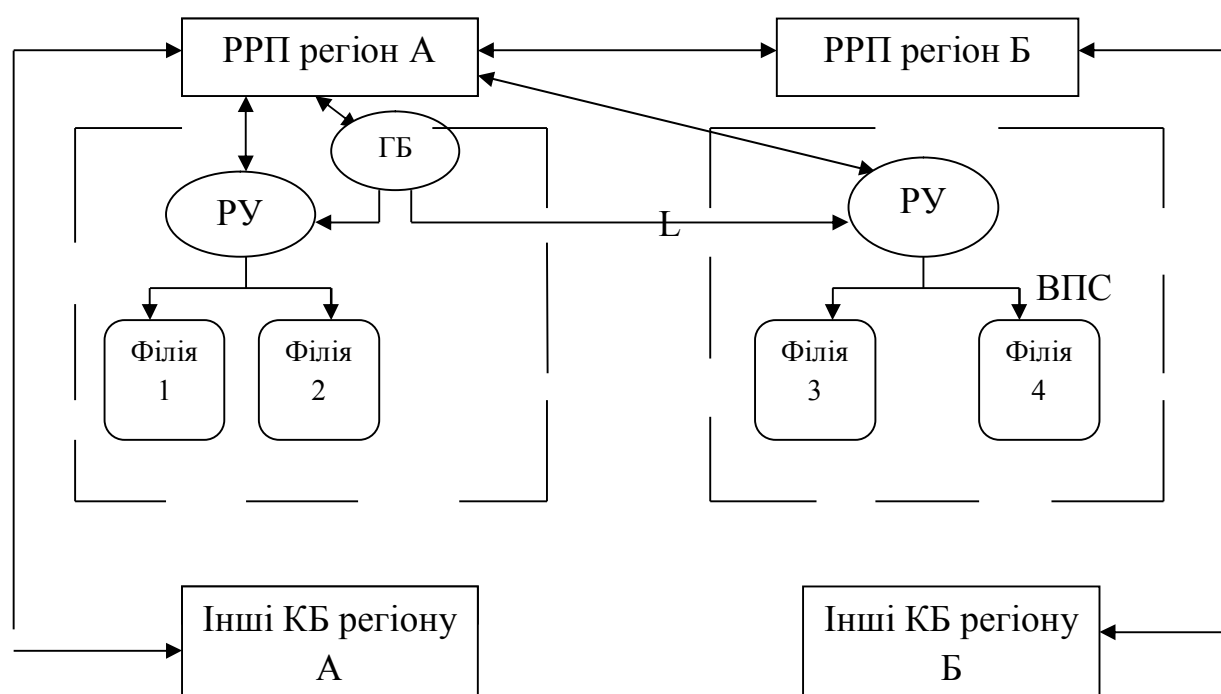 РРП регіон А
РРП регіон Б
ГБ
РУ
РУ
L
ВПС
Філія
1
Філія
2
Філія
3
Філія
4
Інші КБ регіону
А
Інші КБ регіону
Б